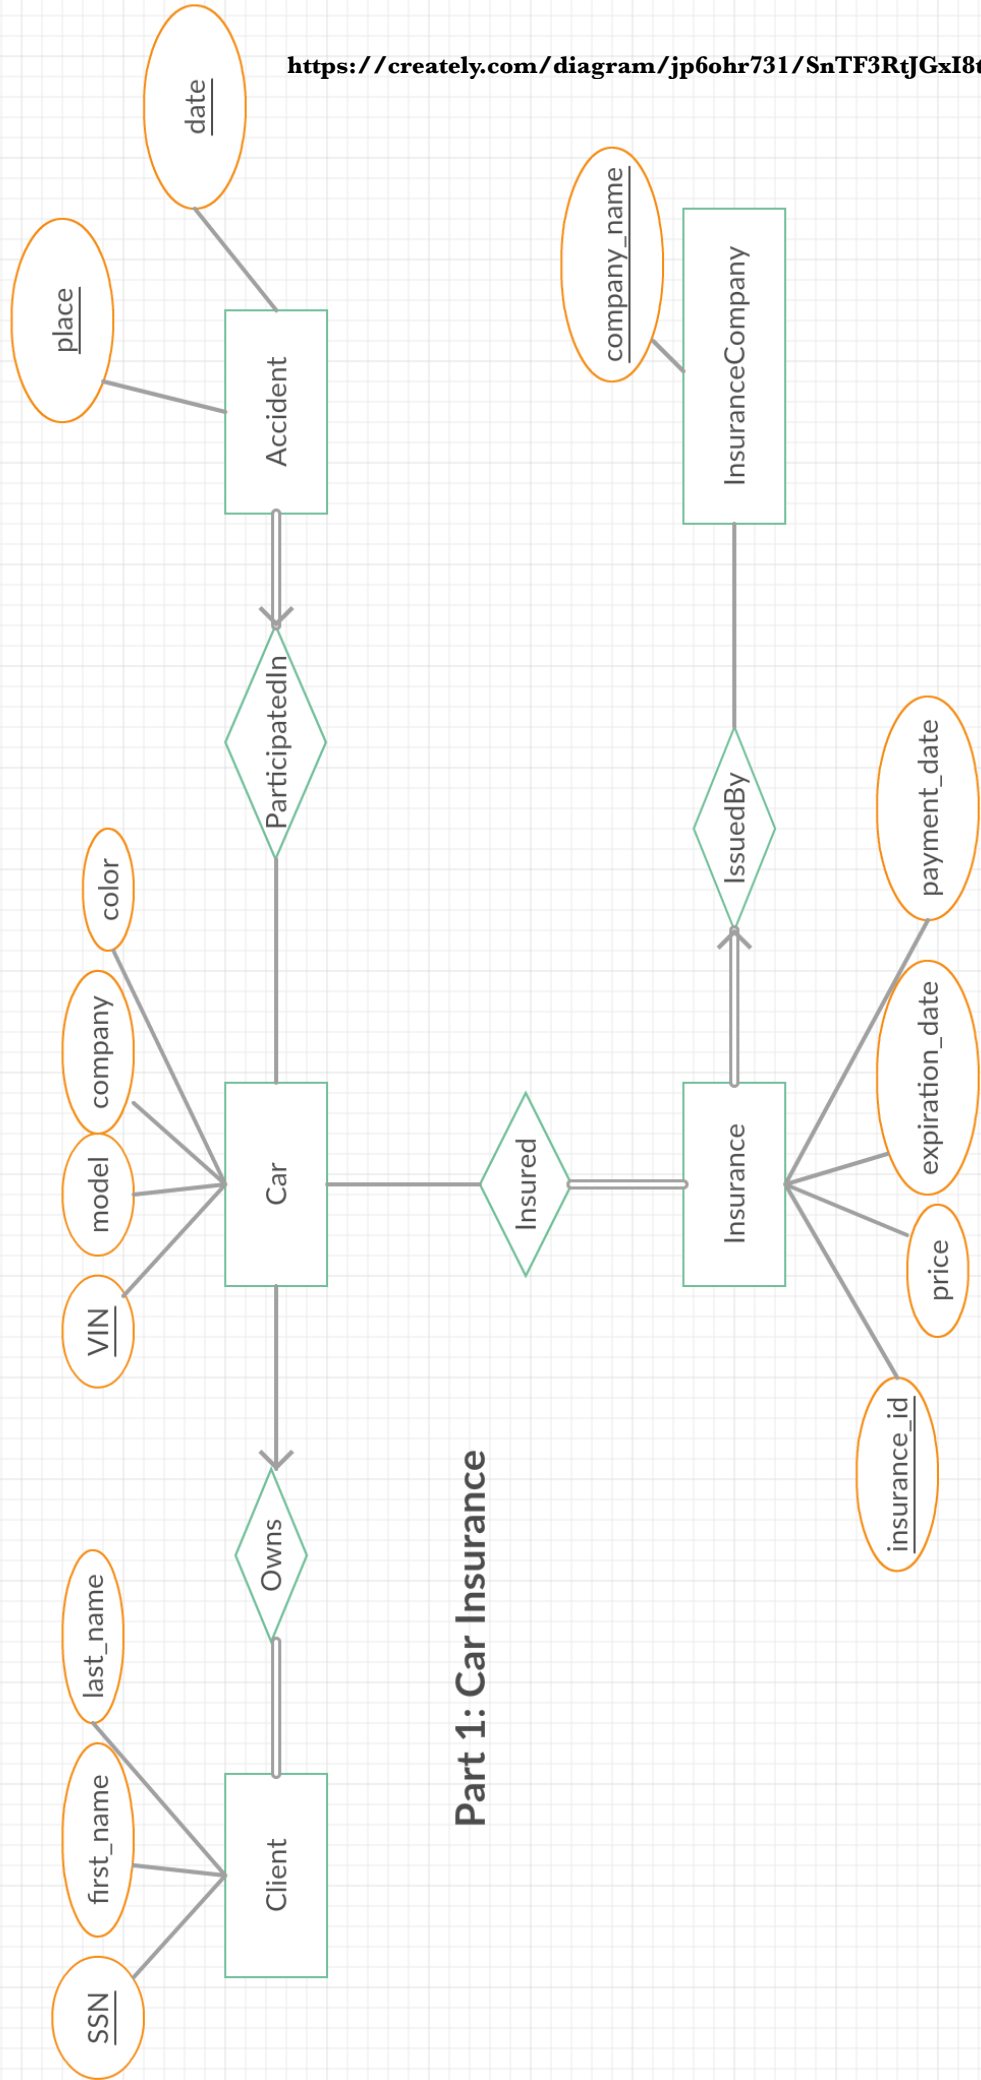 https://creately.com/diagram/jp6ohr731/SnTF3RtJGxI8t
Part 1: Car Insurance
SSN
first_name
last_name
Client
Owns
VIN
model
company
color
Car
ParticipatedIn
place
date
Accident
Insured
Insurance
insurance_id
price
expiration_date
payment_date
IssuedBy
InsuranceCompany
company_name